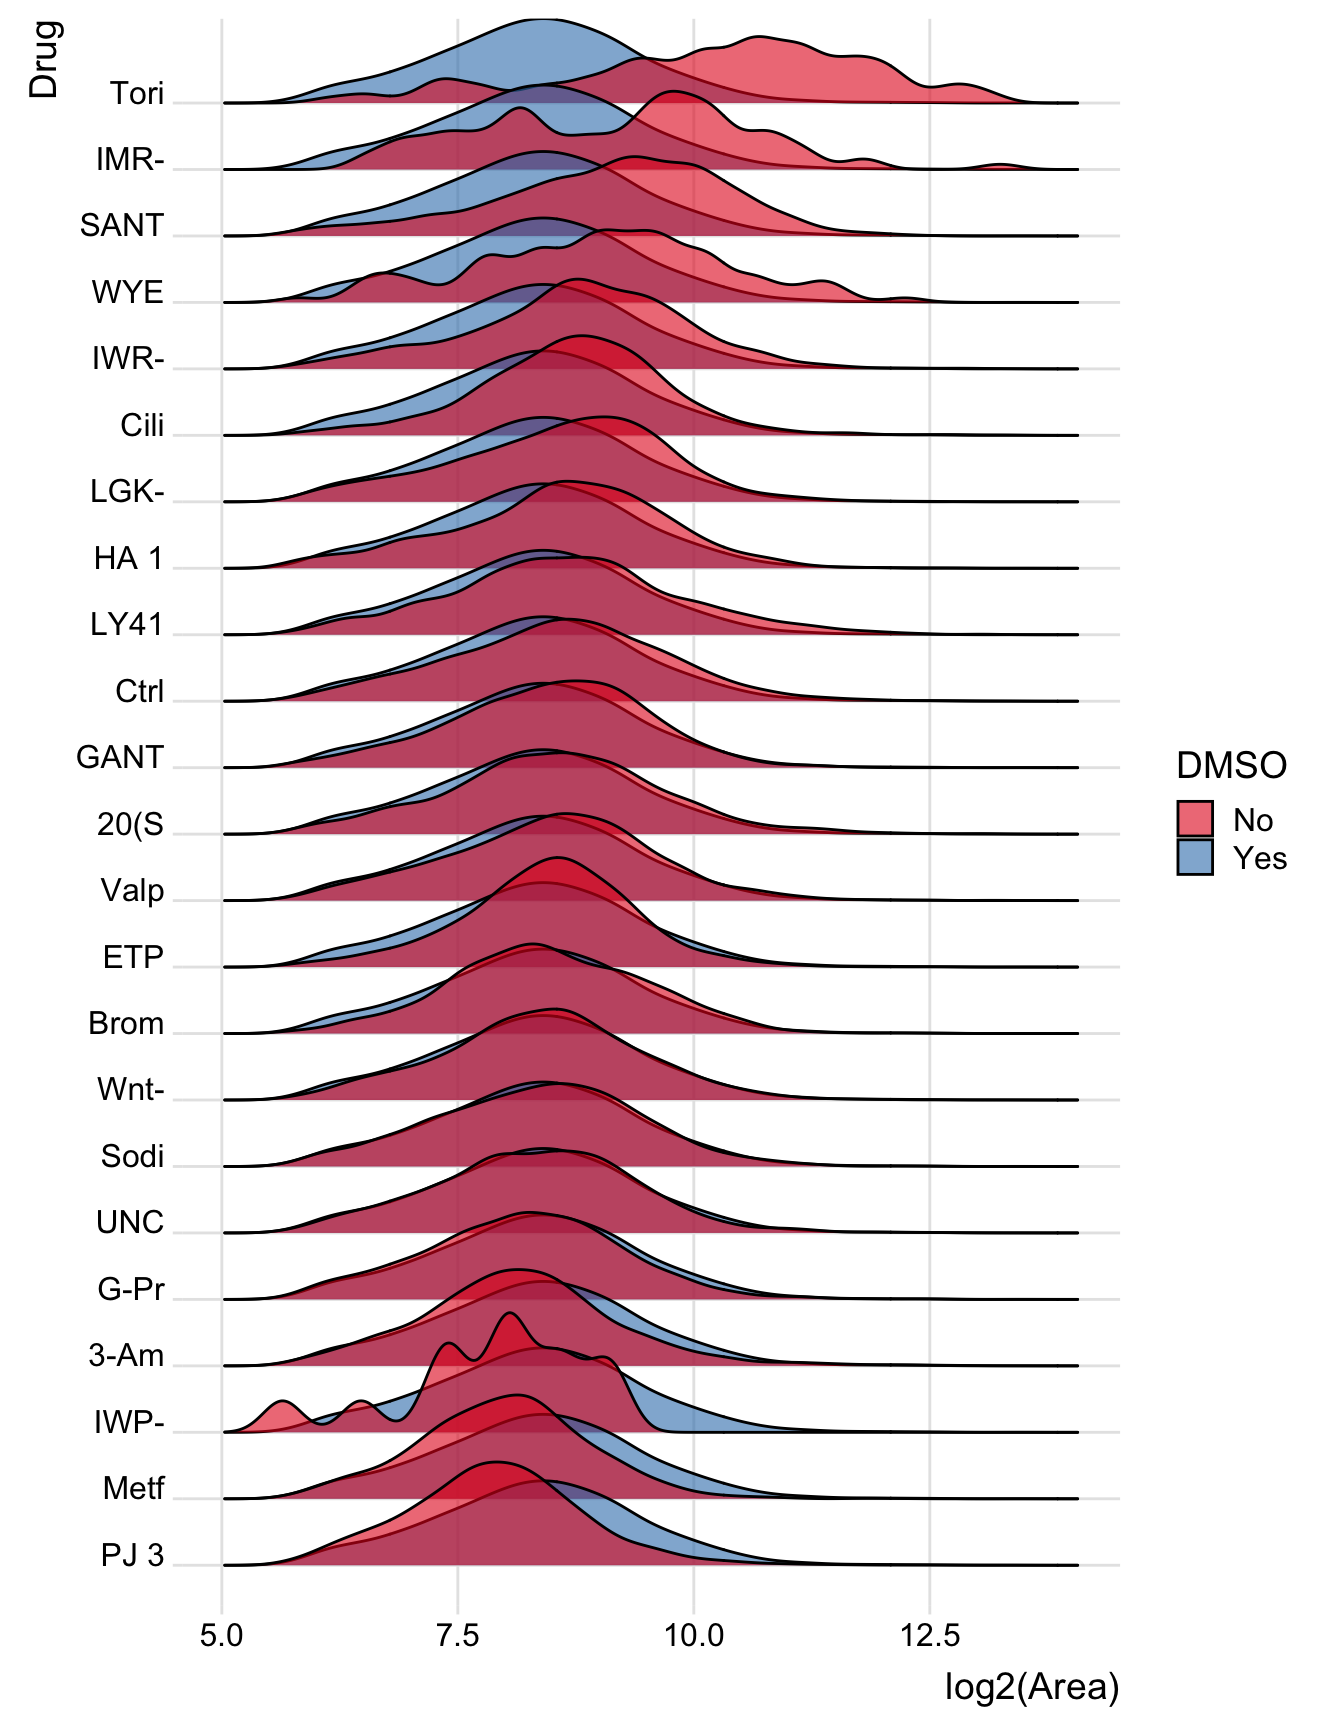 Drug
Tori
IMR-
SANT
WYE
IWR-
Cili
LGK-
HA 1
LY41
Ctrl
GANT
20(S
Valp
ETP
Brom
Wnt-
Sodi
UNC
G-Pr
3-Am
IWP-
Metf
PJ 3
5.0 7.5 10.0 12.5
log2(Area)
DMSO
No
Yes